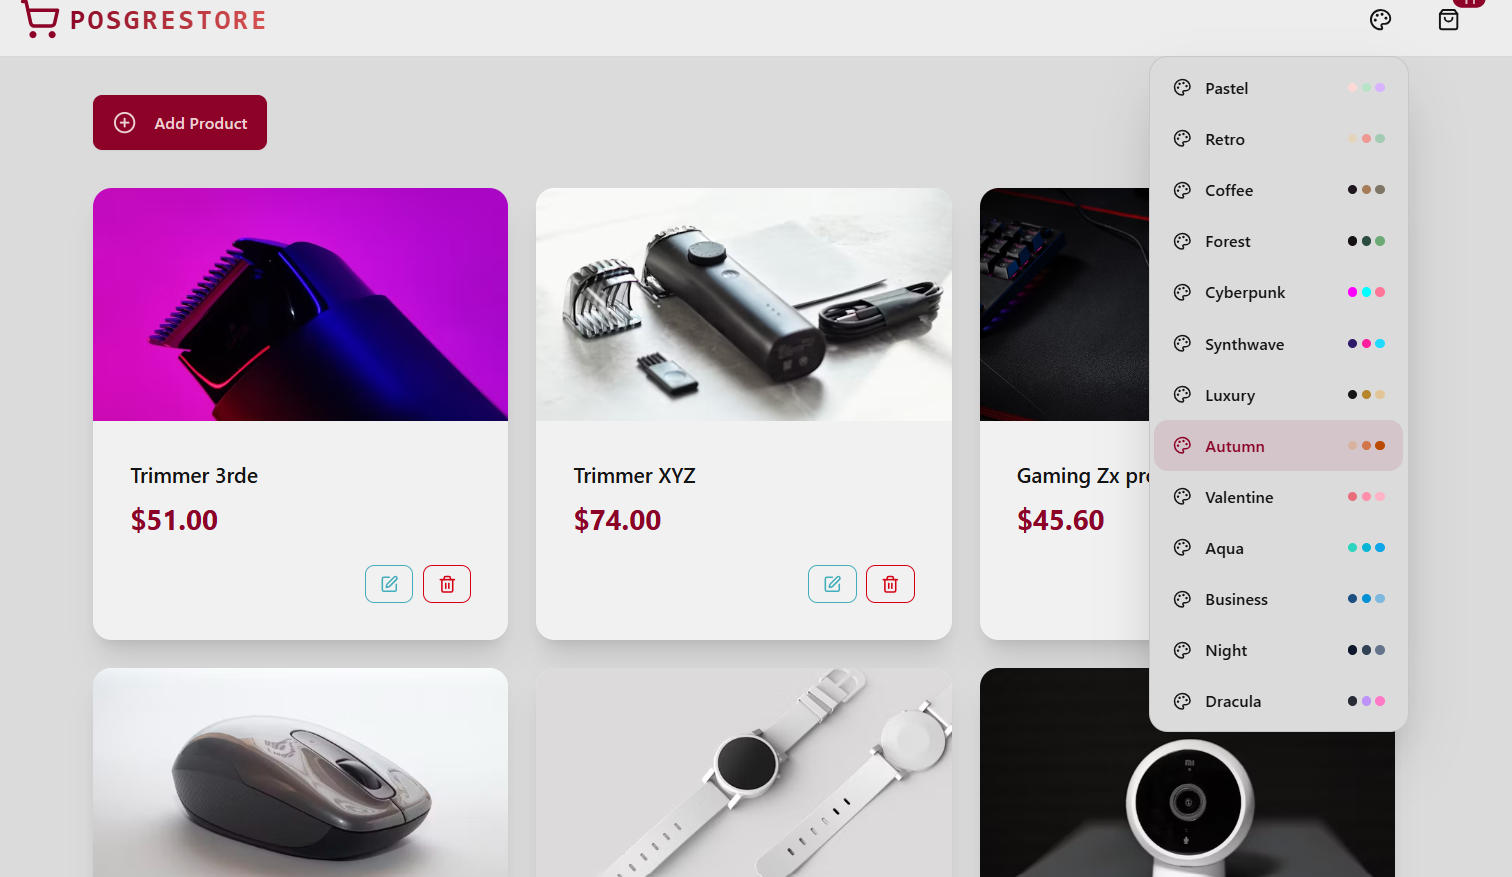 POSGRESTORE
Add Product
Pastel
Retro
Coffee
Forest
Cyberpunk
Synthwave
Luxury
Autumn
Valentine
Aqua
Business
Night
Dracula
Trimmer 3rde
$51.00
Trimmer XYZ
$74.00
Gaming Zx
$45.60